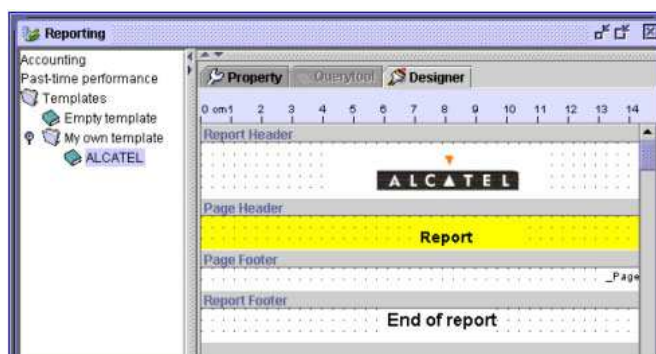 Reporting
Accounting
Past-time performance
Templates
Empty template
My own template
ALCATEL
Property
Querytool
Designer
0 cm1 2 3 4 5 6 7 8 9 10 11 12 13 14
Report Header
ALCATEL
Page Header
Report
Page Footer
_Page
Report Footer
End of report